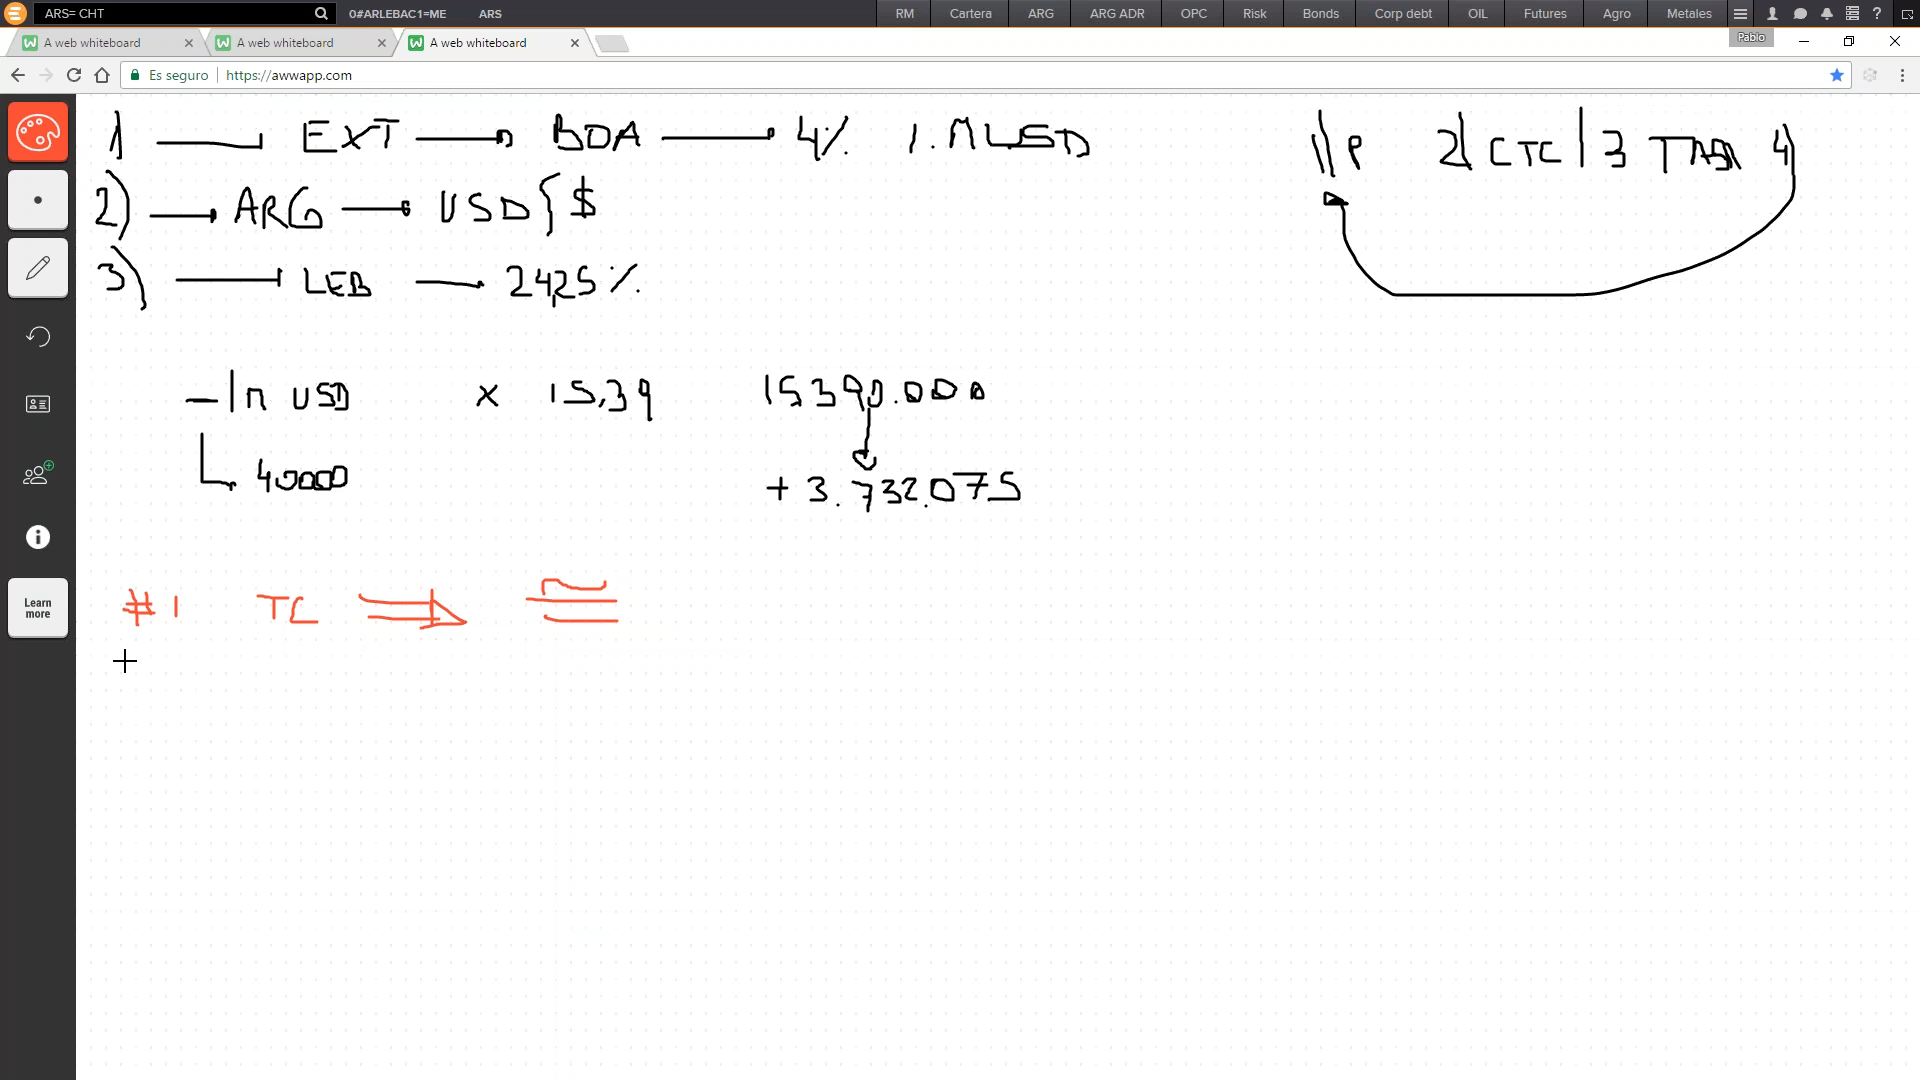 ARS= CHT 0#ARLEBAC1=ME ARS RM Cartera ARG ARG ADR OPC Risk Bonds Corp debt OIL Futures Agro Metales ?
A web whiteboard A web whiteboard A web whiteboard Pablo
Es seguro https://awwapp.com
1 EXT BDA 4% 1.MUSD
2) ARG USD { $
3) LEB 24,25%
1) P 2) CTC 3 4)
-1M USD x 15,39 15390.000
40000 + 3.732.075
#1 TC ≅
Learn
more